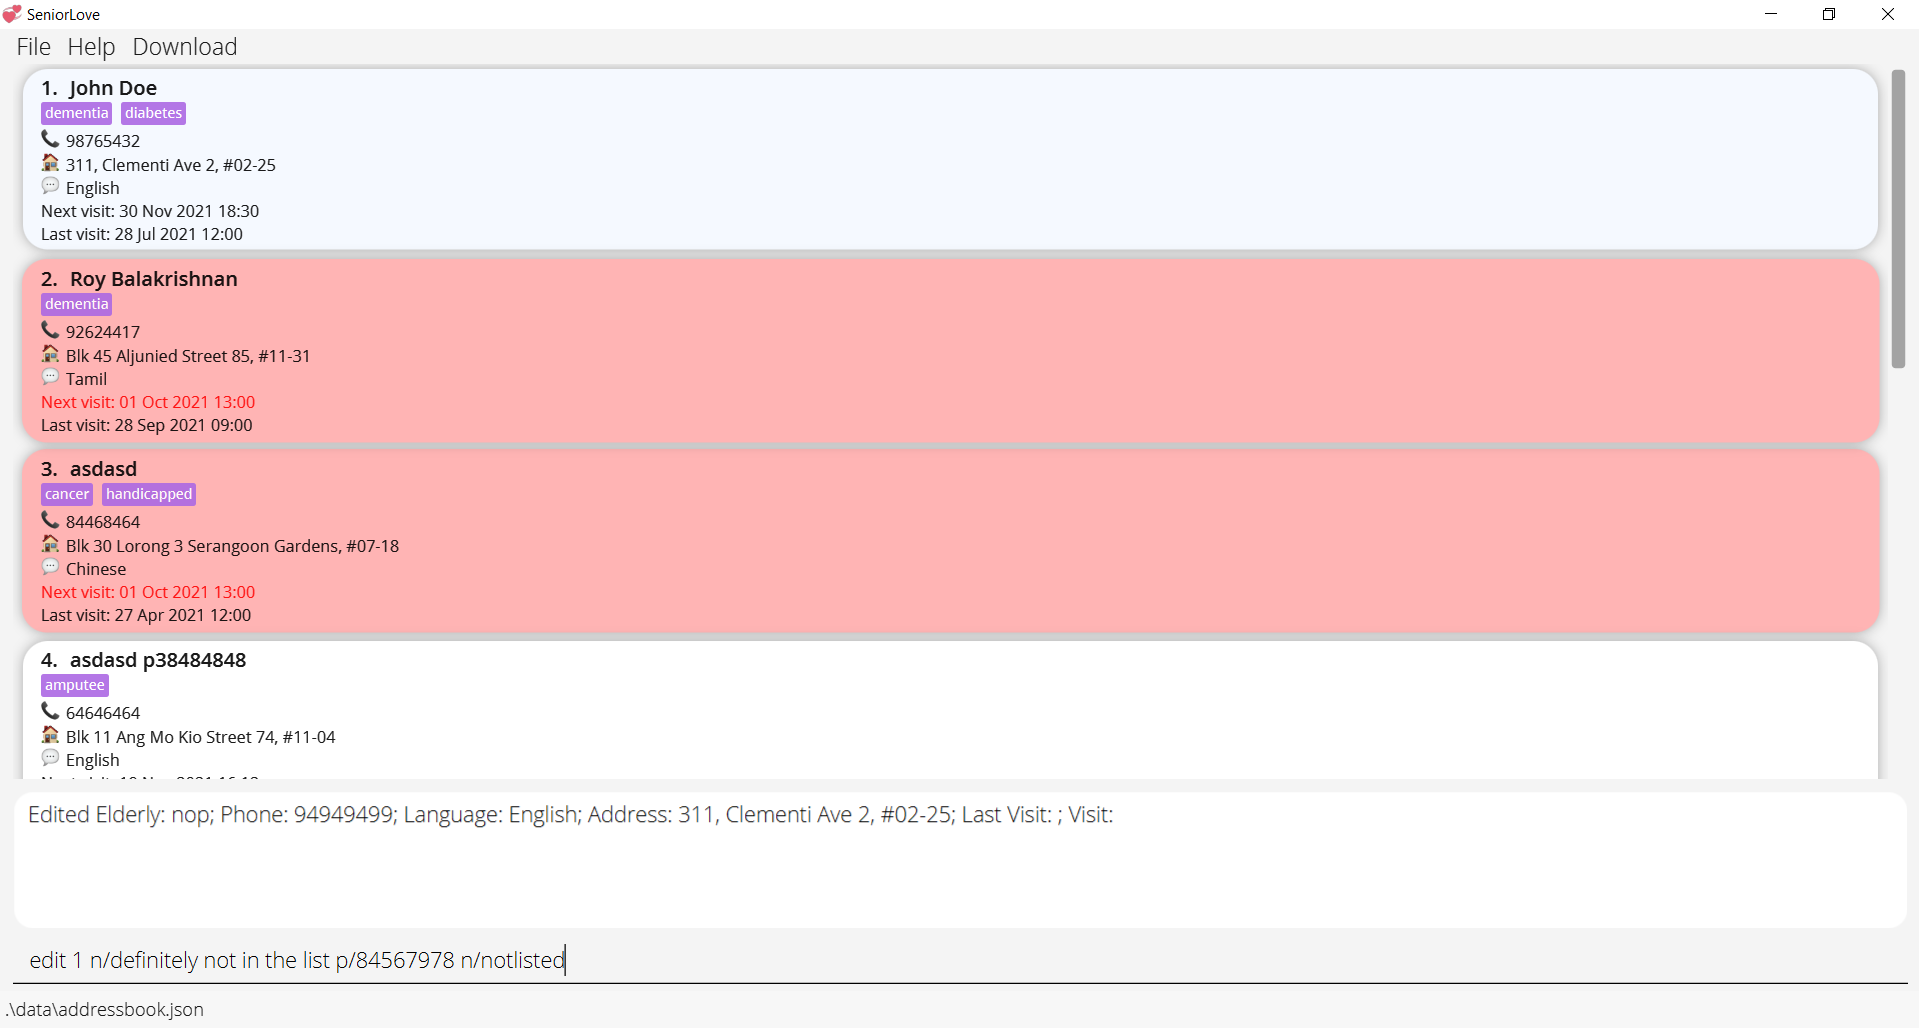 SeniorLove
File Help Download
1. John Doe
dementia diabetes
98765432
311, Clementi Ave 2, #02-25
English
Next visit: 30 Nov 2021 18:30
Last visit: 28 Jul 2021 12:00
2. Roy Balakrishnan
dementia
92624417
Blk 45 Aljunied Street 85, #11-31
Tamil
Next visit: 01 Oct 2021 13:00
Last visit: 28 Sep 2021 09:00
3. asdasd
cancer handicapped
84468464
Blk 30 Lorong 3 Serangoon Gardens, #07-18
Chinese
Next visit: 01 Oct 2021 13:00
Last visit: 27 Apr 2021 12:00
4. asdasd p38484848
amputee
64646464
Blk 11 Ang Mo Kio Street 74, #11-04
English
Edited Elderly: nop; Phone: 94949499; Language: English; Address: 311, Clementi Ave 2, #02-25; Last Visit: ; Visit:
edit 1 n/definitely not in the list p/84567978 n/notlisted
.\data\addressbook.json